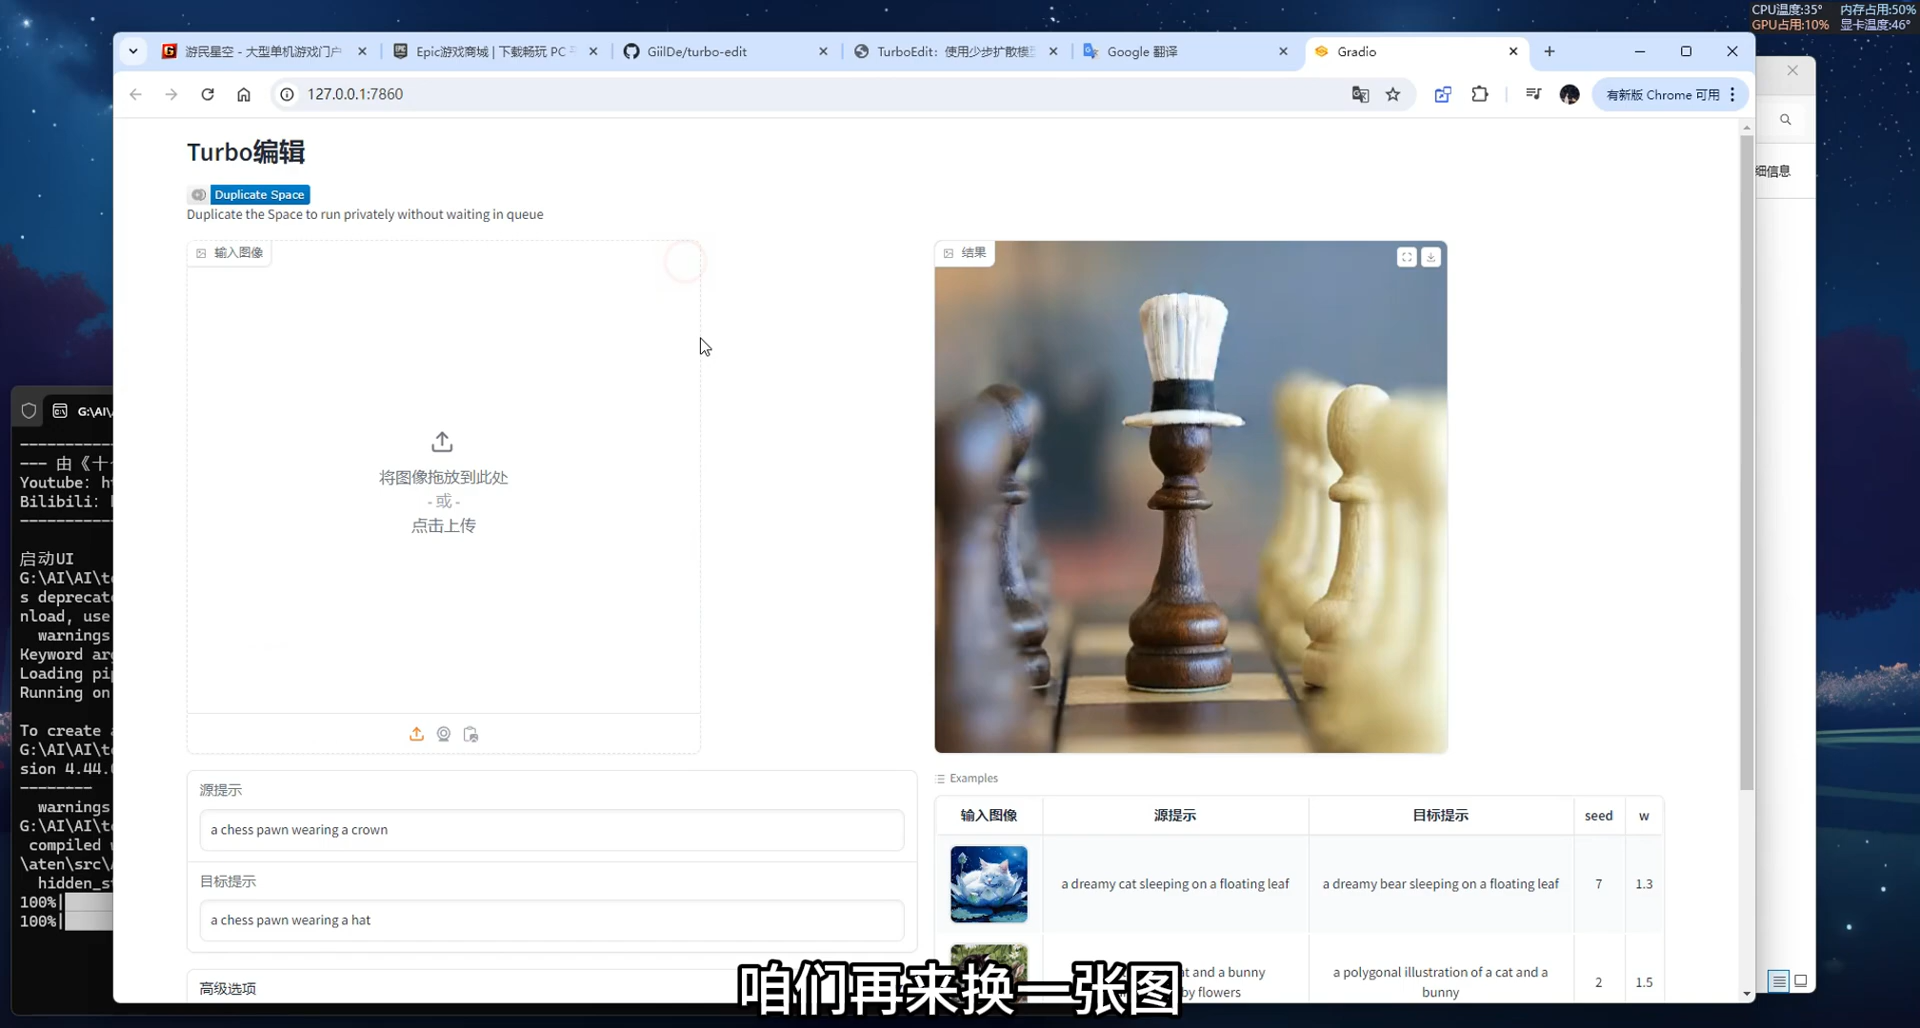 CPU温度:35° 内存占用:50%
GPU占用:10% 显卡温度:46°
游民星空 - 大型单机游戏门户
Epic游戏商城 | 下载畅玩 PC
GiilDe/turbo-edit
TurboEdit：使用少步扩散模型
Google 翻译
Gradio
127.0.0.1:7860
有新版 Chrome 可用
细信息
Turbo编辑
Duplicate Space
Duplicate the Space to run privately without waiting in queue
输入图像
结果
将图像拖放到此处
- 或 -
点击上传
源提示
a chess pawn wearing a crown
目标提示
a chess pawn wearing a hat
高级选项
Examples
输入图像 源提示 目标提示 seed w
a dreamy cat sleeping on a floating leaf a dreamy bear sleeping on a floating leaf 7 1.3
at and a bunny a polygonal illustration of a cat and a
by flowers bunny 2 1.5
G:\AI\
--- 由《十
Youtube: h
Bilibili:
启动UI
G:\AI\AI\t
s deprecat
nload, use
warnings
Keyword ar
Loading pi
Running on
To create
G:\AI\AI\t
sion 4.44.
--------
warnings
G:\AI\AI\t
compiled
\aten\src\
hidden_s
100%|
100%|
咱们再来换一张图